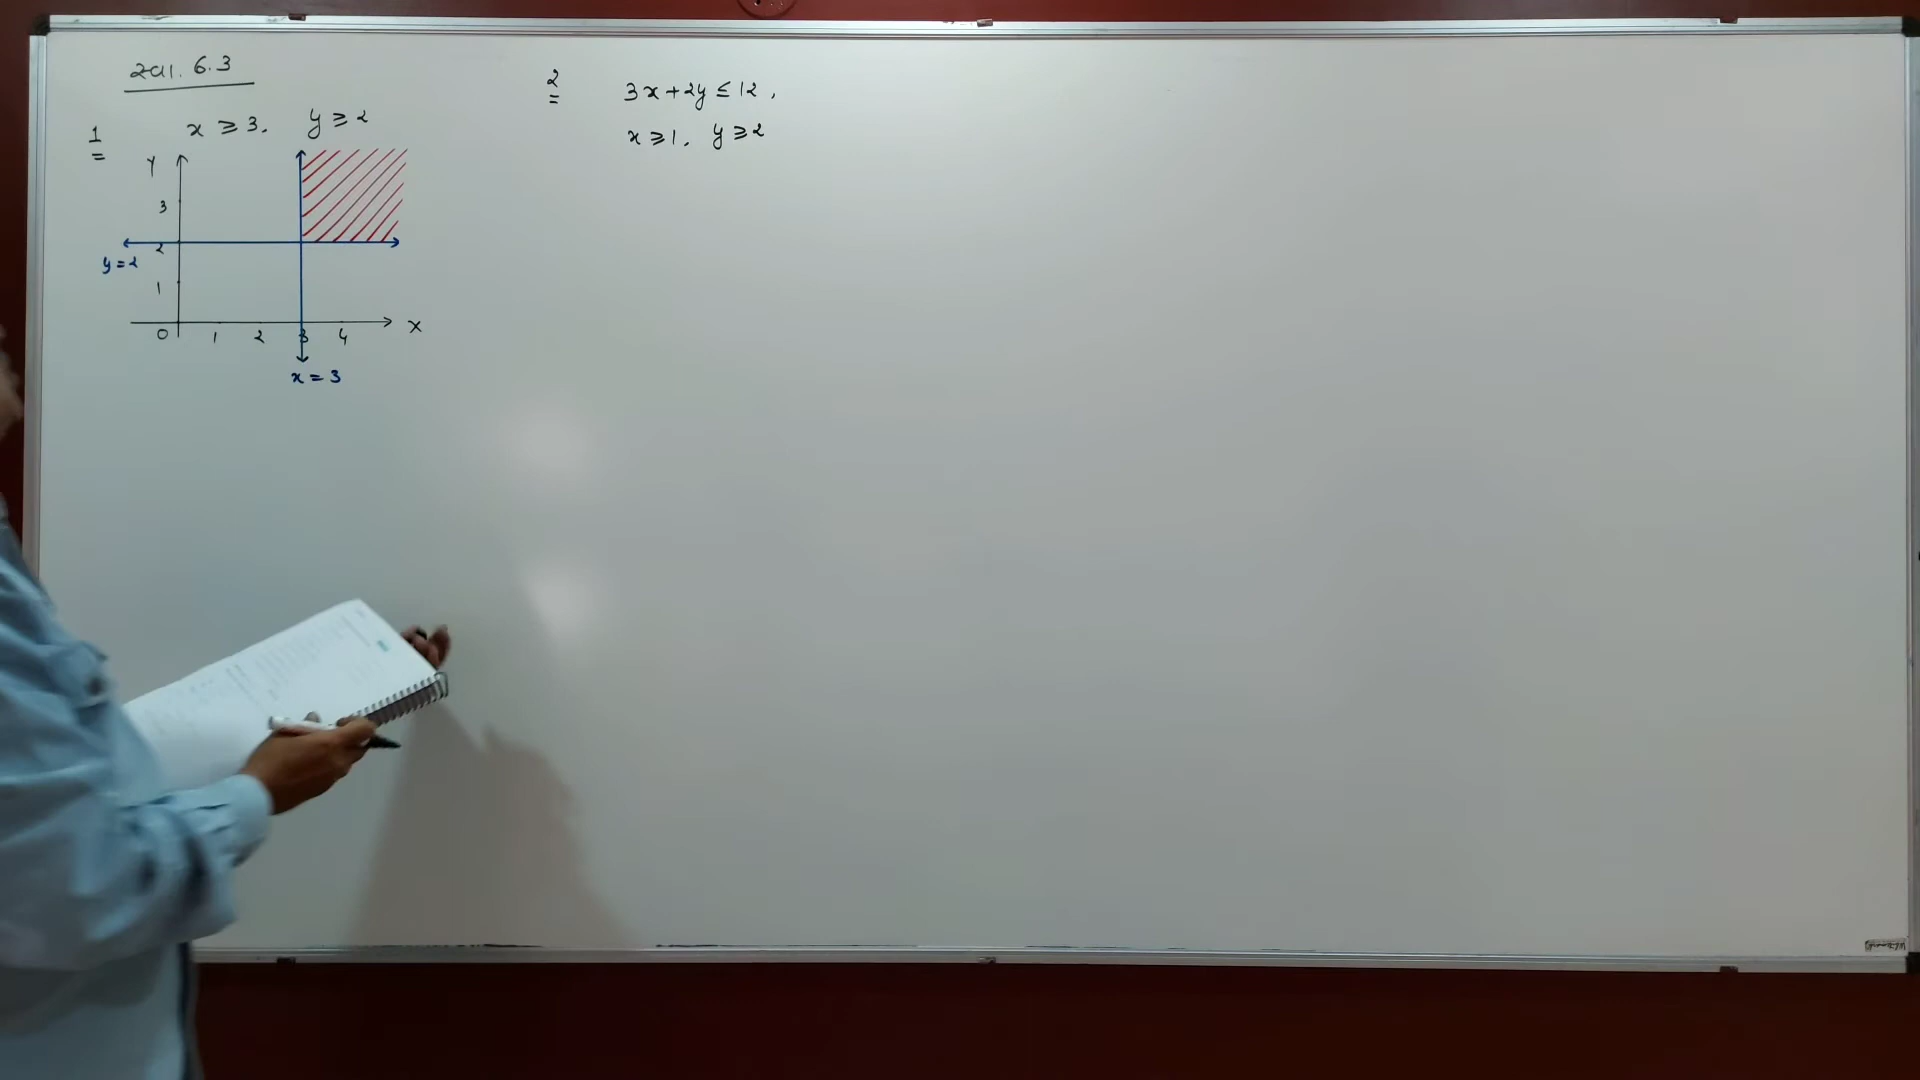 2જા. 6.3
1 x ≥ 3, y ≥ 2
Y
3
2
y = 2
1
0 1 2 3 4 X
x = 3
2 3x + 2y ≤ 12,
x ≥ 1, y ≥ 2